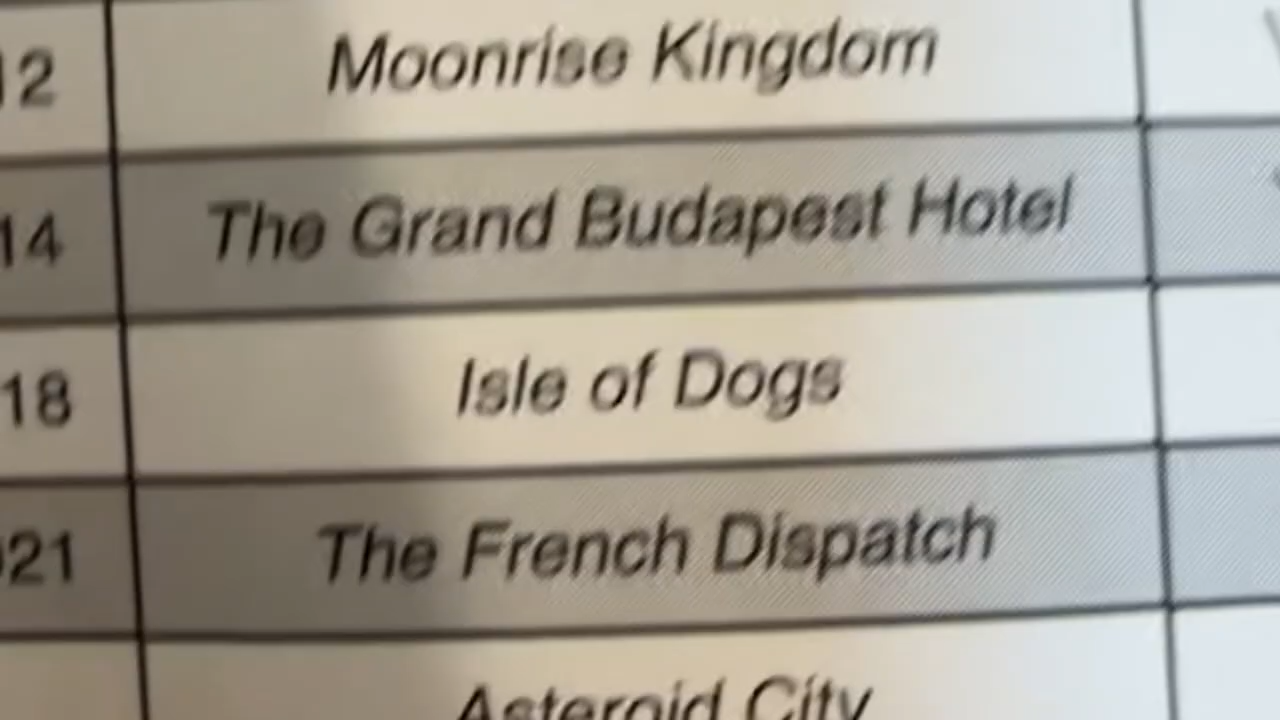 12 Moonrise Kingdom
14 The Grand Budapest Hotel
18 Isle of Dogs
021 The French Dispatch
Asteroid City